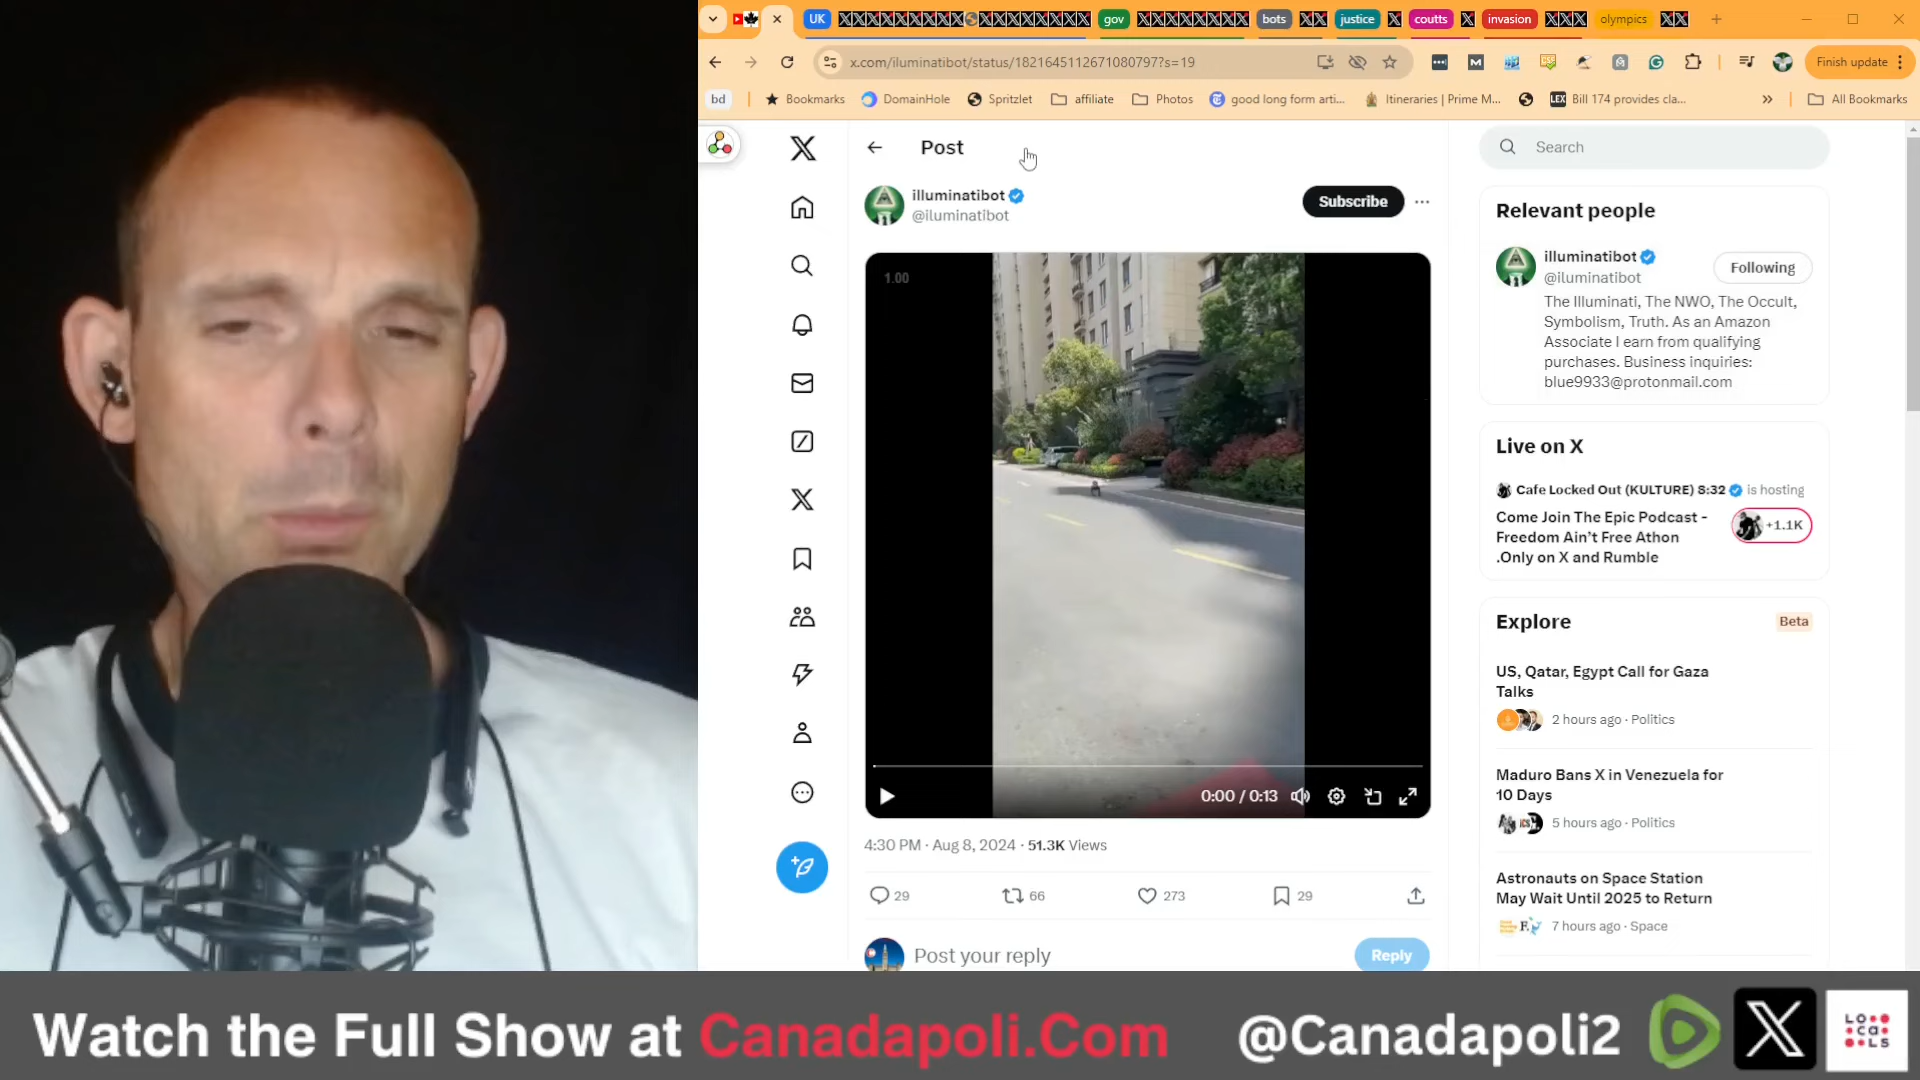 UK
gov
bots
justice
coutts
invasion
olympics
x.com/iluminatibot/status/1821645112671080797?s=19
Finish update
bd
Bookmarks
DomainHole
Spritzlet
affiliate
Photos
good long form arti...
Itineraries | Prime M...
LEX
Bill 174 provides cla...
All Bookmarks
Post
illuminatibot
@iluminatibot
Subscribe
1.00
0:00 / 0:13
4:30 PM · Aug 8, 2024 · 51.3K Views
29
66
273
29
Post your reply
Reply
Search
Relevant people
illuminatibot
@iluminatibot
Following
The Illuminati, The NWO, The Occult,
Symbolism, Truth. As an Amazon
Associate I earn from qualifying
purchases. Business inquiries:
blue9933@protonmail.com
Live on X
Cafe Locked Out (KULTURE) 8:32 is hosting
Come Join The Epic Podcast -
Freedom Ain't Free Athon
.Only on X and Rumble
+1.1K
Explore
Beta
US, Qatar, Egypt Call for Gaza
Talks
2 hours ago · Politics
Maduro Bans X in Venezuela for
10 Days
5 hours ago · Politics
Astronauts on Space Station
May Wait Until 2025 to Return
7 hours ago · Space
Watch the Full Show at Canadapoli.Com
@Canadapoli2
LO
CA
LS